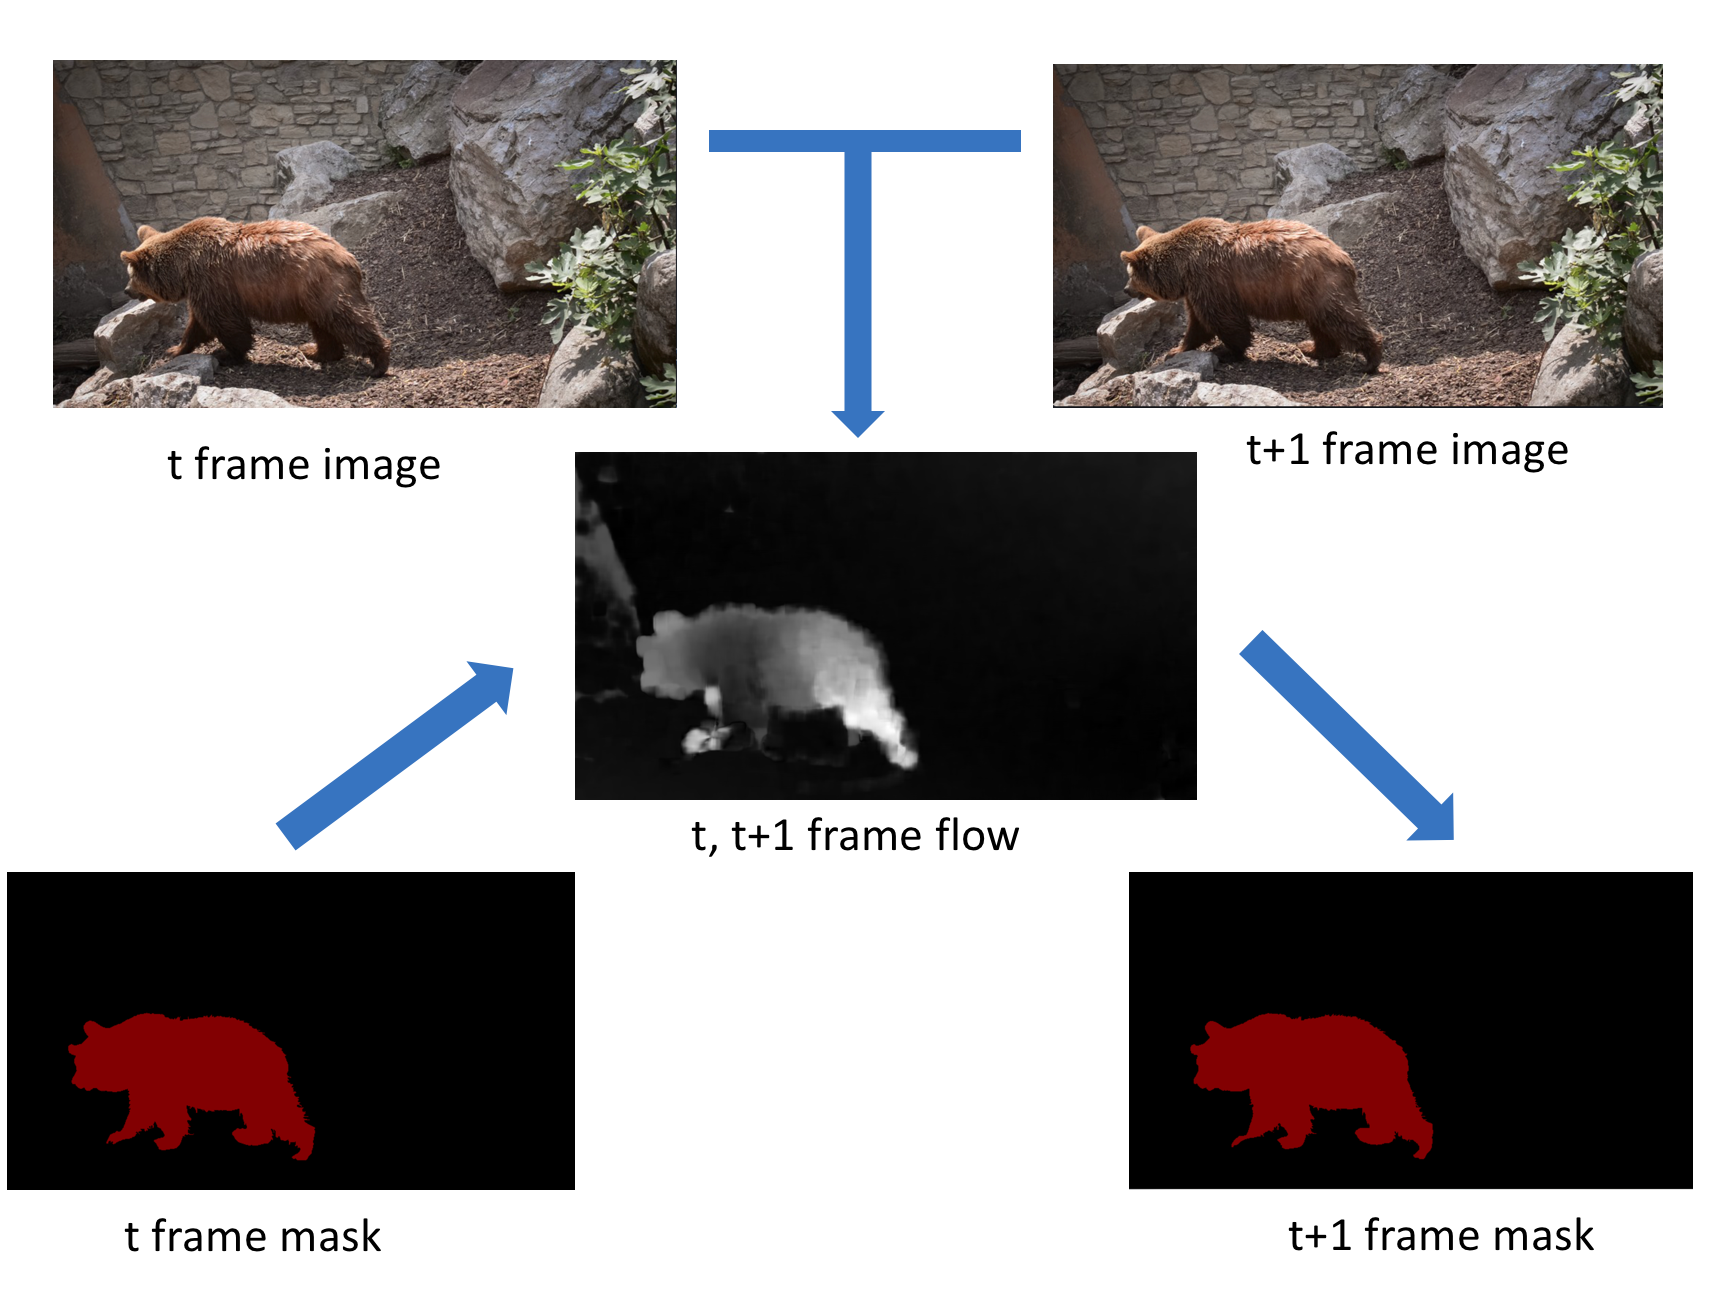 t frame image
t+1 frame image
t, t+1 frame flow
t frame mask
t+1 frame mask